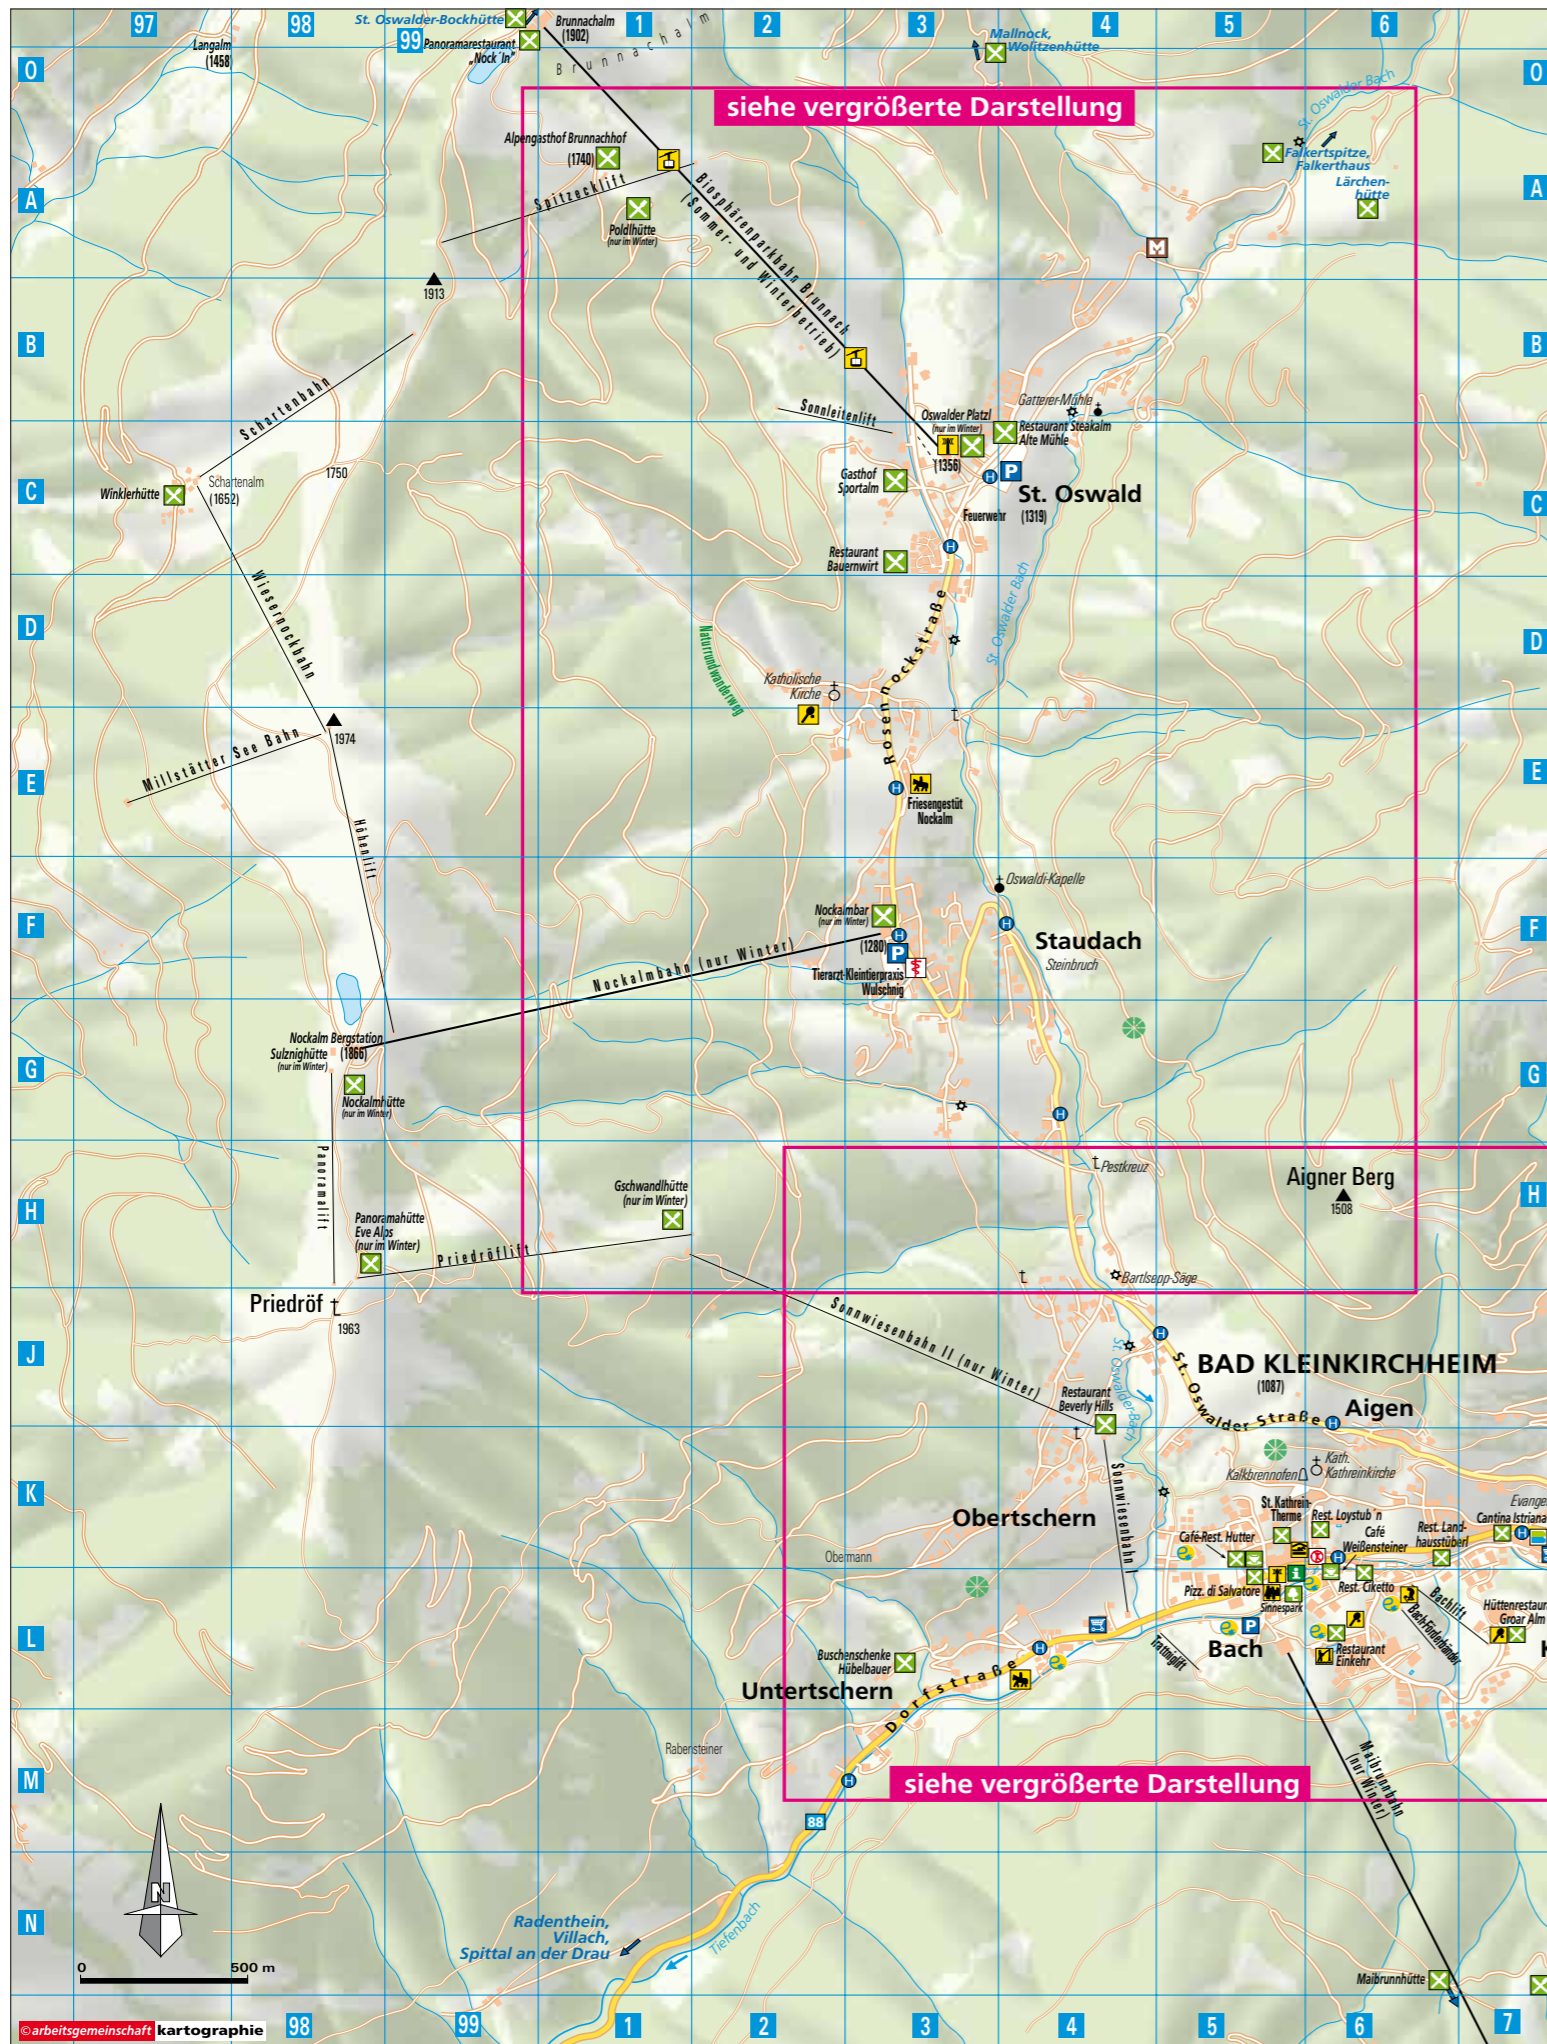 97
98
99
1
2
3
4
5
6
St. Oswalder-Bockhütte
Brunnachalm
(1902)
Brunnachalm
Langalm
(1458)
Panoramarestaurant
„Nock´In"
Mallnock,
Wolitzenhütte
O
O
siehe vergrößerte Darstellung
St. Oswalder Bach
Alpengasthof Brunnachhof
(1740)
Falkertspitze,
Falkerthaus
Lärchen-
hütte
A
A
Spitzecklift
Poldlhütte
(nur im Winter)
Biosphärenparkbahn Brunnach
(Sommer- und Winterbetrieb)
1913
B
B
Schartenbahn
Sonnleitenlift
Gatterer-Mühle
Oswalder Platzl
(nur im Winter)
Restaurant Steakalm
Alte Mühle
(1356)
1750
Schartenalm
(1652)
Winklerhütte
Gasthof
Sportalm
P
H
St. Oswald
(1319)
Feuerwehr
C
C
Restaurant
Bauernwirt
H
Wiesernockbahn
Rosennockstraße
St. Oswalder Bach
D
D
Naturrundwanderweg
Katholische
Kirche
1974
Millstätter See Bahn
E
E
H
Friesengestüt
Nockalm
Höhenlift
Oswaldi-Kapelle
Nockalmbar
(nur im Winter)
F
F
H
H
(1280)
P
Staudach
Steinbruch
Nockalmbahn (nur Winter)
Tierarzt-Kleintierpraxis
Wulschnig
Nockalm Bergstation
Sulznighütte
(1866)
(nur im Winter)
G
G
Nockalmhütte
(nur im Winter)
H
Panoramalift
Pestkreuz
Aigner Berg
1508
Gschwandlhütte
(nur im Winter)
H
H
Panoramahütte
Eve Alps
(nur im Winter)
Priedröflift
Bartlsepp-Säge
Priedröf
1963
Sonnwiesenbahn II (nur Winter)
H
J
J
St. Oswalder-Bach
St. Oswalder Straße
BAD KLEINKIRCHHEIM
(1087)
Restaurant
Beverly Hills
H
Aigen
Kath.
Kathreinkirche
Kalkbrennofen
K
K
Sonnwiesenbahn I
Obertschern
St. Kathrein-
Therme
Rest. Loystub´n
Evange
Cantina Istriana
H
Café-Rest. Hutter
Café
Weißensteiner
Rest. Land-
hausstüberl
Obermann
H
i
Pizz. di Salvatore
Sinnespark
Rest. Ciketto
Bachlift
Bach-Förderbänder
Hüttenrestaur
Groar Alm
L
L
P
Bach
Restaurant
Einkehr
K
Trattniglift
Buschenschenke
Hübelbauer
H
Untertschern
Dorfstraße
Rabensteiner
M
M
H
siehe vergrößerte Darstellung
Maibrunnbahn
(nur Winter)
88
N
N
N
Radenthein,
Villach,
Spittal an der Drau
Tiefenbach
0
500 m
Maibrunnhütte
© arbeitsgemeinschaft kartographie
98
99
1
2
3
4
5
6
7